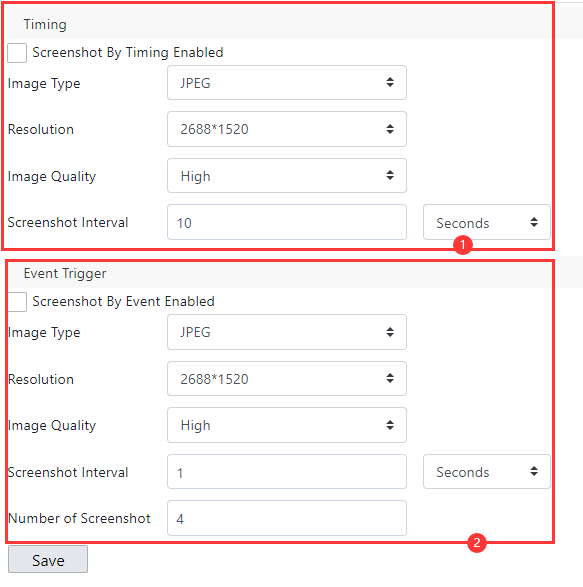 Timing
Screenshot By Timing Enabled
Image Type JPEG
Resolution 2688*1520
Image Quality High
Screenshot Interval 10 Seconds
1
Event Trigger
Screenshot By Event Enabled
Image Type JPEG
Resolution 2688*1520
Image Quality High
Screenshot Interval 1 Seconds
Number of Screenshot 4
2
Save